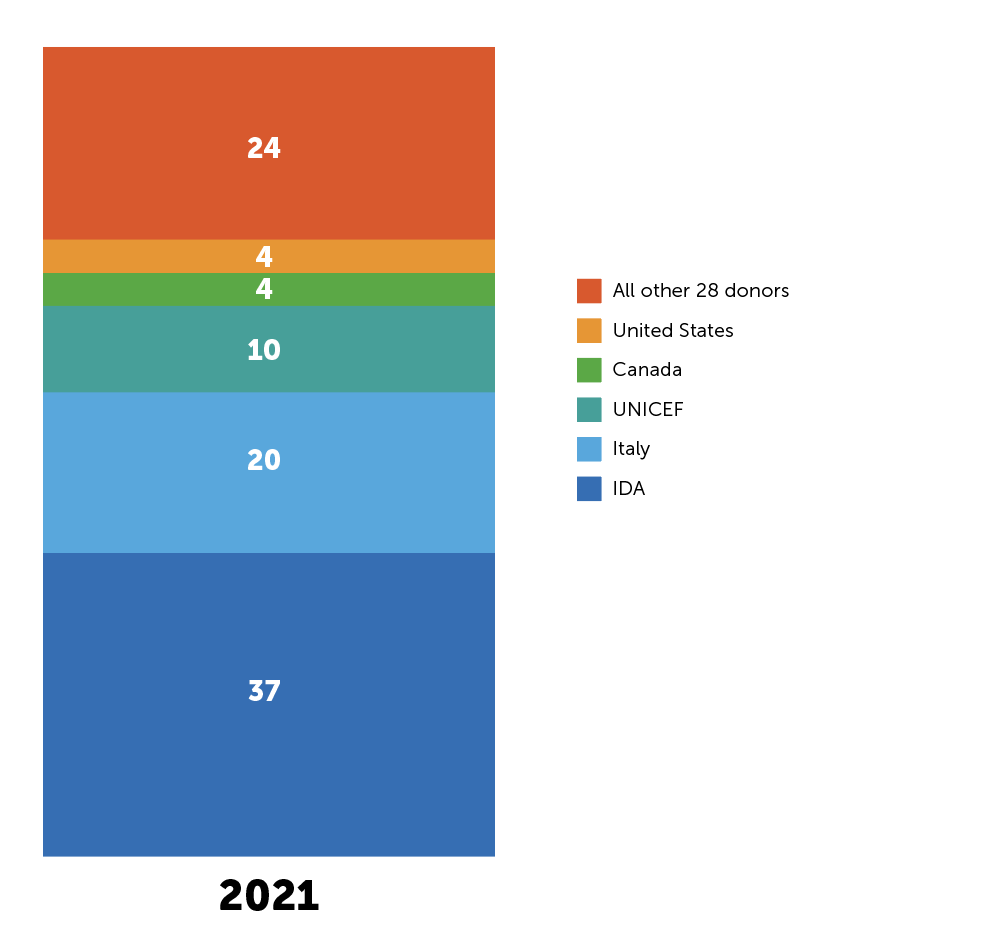 24
4
4
10
20
37
2021
All other 28 donors
United States
Canada
UNICEF
Italy
IDA